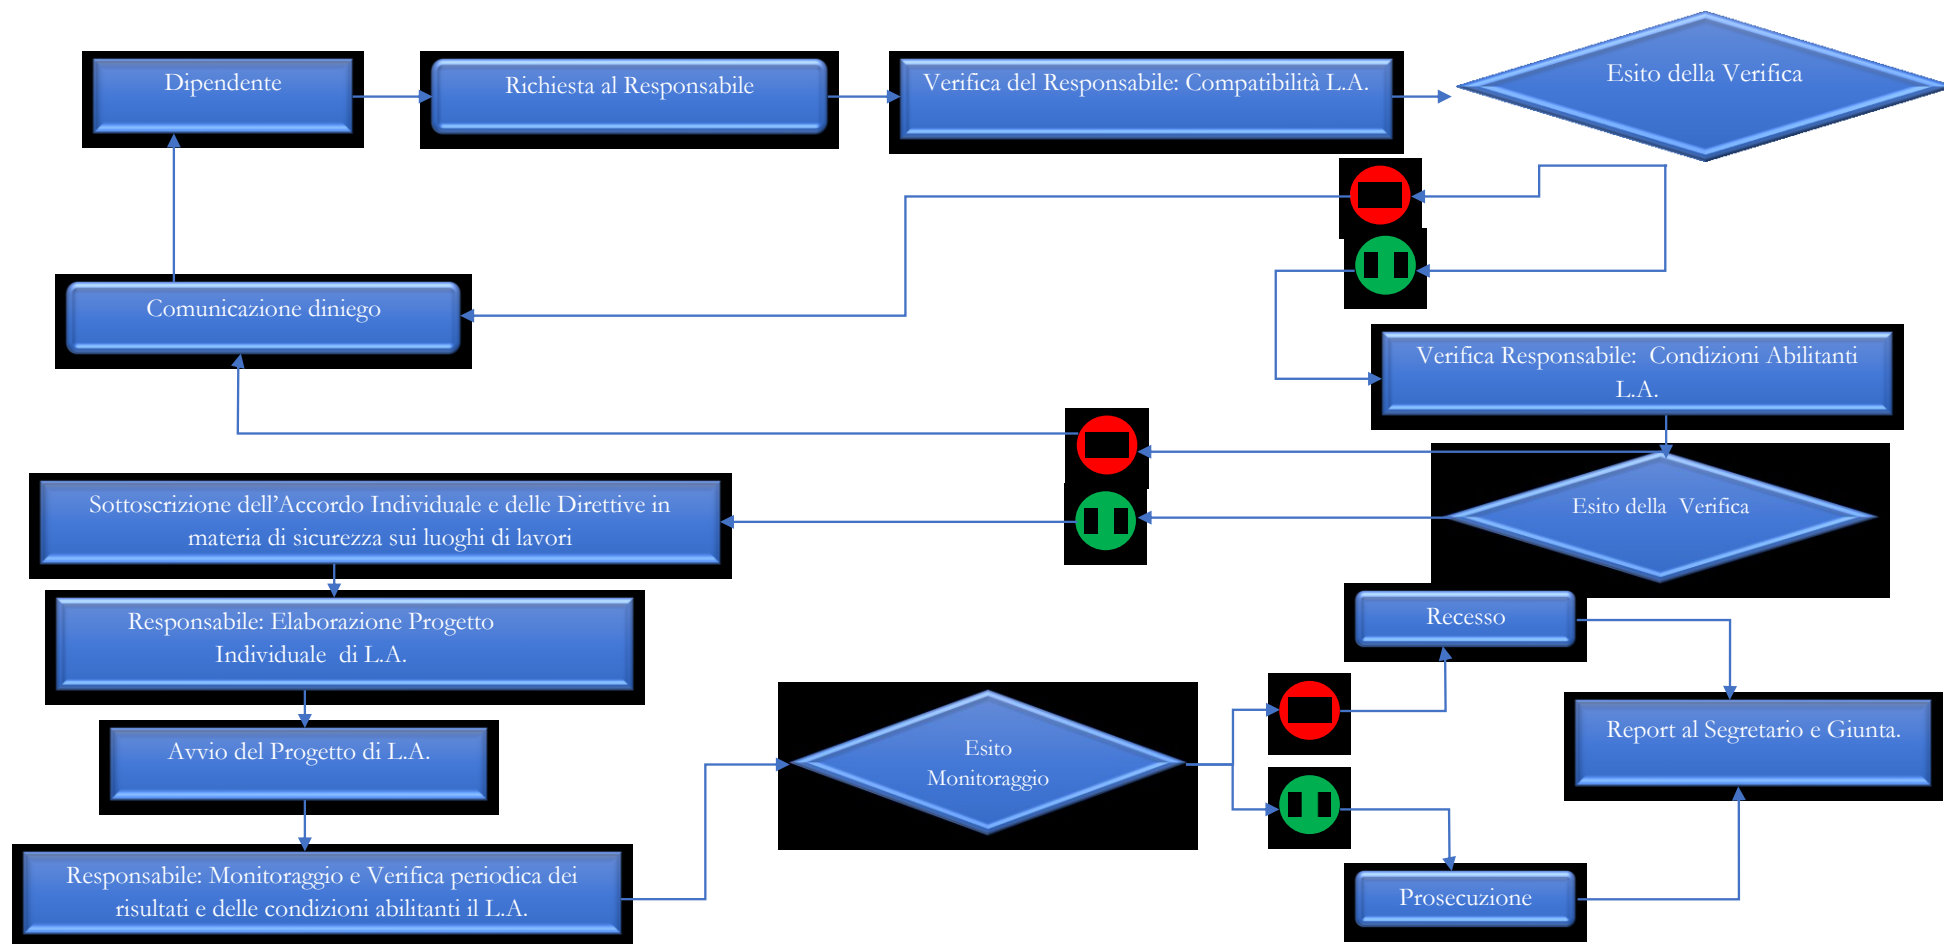 Dipendente
Richiesta al Responsabile
Verifica del Responsabile: Compatibilità L.A.
Esito della Verifica
Comunicazione diniego
Verifica Responsabile:  Condizioni Abilitanti
L.A.
Esito della  Verifica
Sottoscrizione dell’Accordo Individuale e delle Direttive in
materia di sicurezza sui luoghi di lavori
Responsabile: Elaborazione Progetto
Individuale  di L.A.
Recesso
Avvio del Progetto di L.A.
Esito
Monitoraggio
Report al Segretario e Giunta.
Responsabile: Monitoraggio e Verifica periodica dei
risultati e delle condizioni abilitanti il L.A.
Prosecuzione